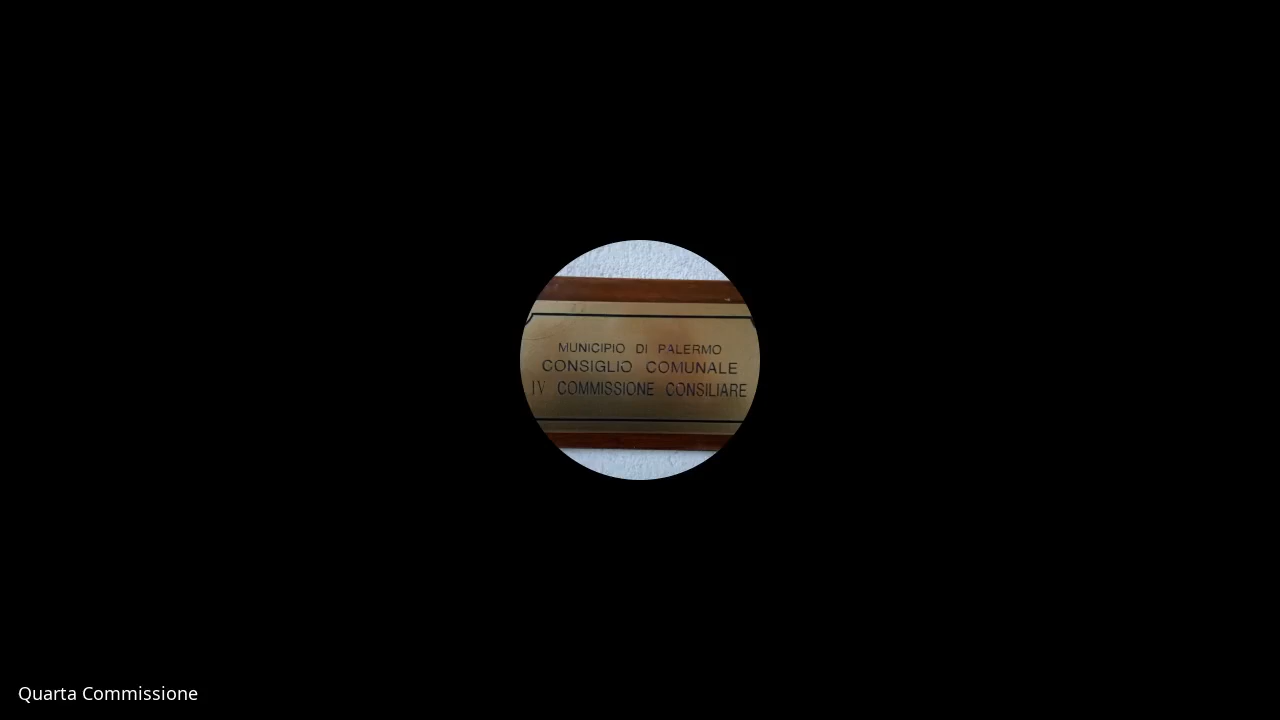 MUNICIPIO DI PALERMO
CONSIGLIO COMUNALE
IV COMMISSIONE CONSILIARE
Quarta Commissione